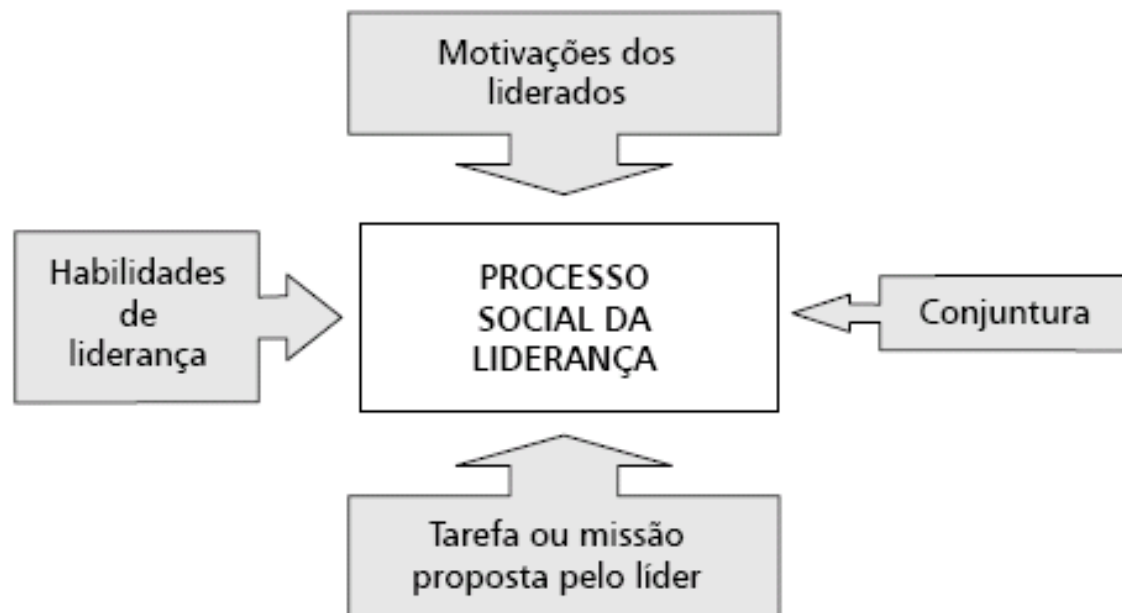 Motivações dos
liderados
Habilidades
de
liderança
PROCESSO
SOCIAL DA
LIDERANÇA
Conjuntura
Tarefa ou missão
proposta pelo líder